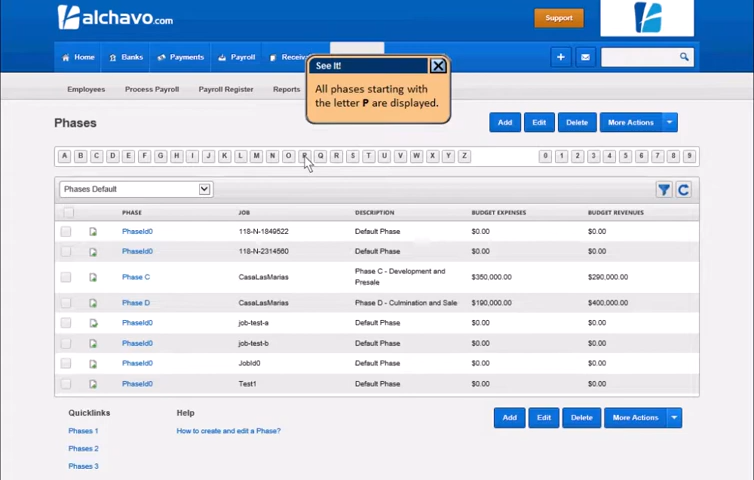 alchavo.com
Support
Home Banks Payments Payroll
See It!
All phases starting with
the letter P are displayed.
Employees Process Payroll Payroll Register Reports
Phases
Add Edit Delete More Actions
A B C D E F G H I J K L M N O P Q R S T U V W X Y Z 0 1 2 3 4 5 6 7 8 9
Phases Default
PHASE JOB DESCRIPTION BUDGET EXPENSES BUDGET REVENUES
PhaseId0 118-N-1849522 Default Phase $0.00 $0.00
PhaseId0 118-N-2314560 Default Phase $0.00 $0.00
Phase C CasaLasMarias Phase C - Development and Presale $350,000.00 $290,000.00
Phase D CasaLasMarias Phase D - Culmination and Sale $190,000.00 $400,000.00
PhaseId0 job-test-a Default Phase $0.00 $0.00
PhaseId0 job-test-b Default Phase $0.00 $0.00
PhaseId0 JobId0 Default Phase $0.00 $0.00
PhaseId0 Test1 Default Phase $0.00 $0.00
Quicklinks Help
Phases 1 How to create and edit a Phase?
Phases 2
Phases 3
Add Edit Delete More Actions